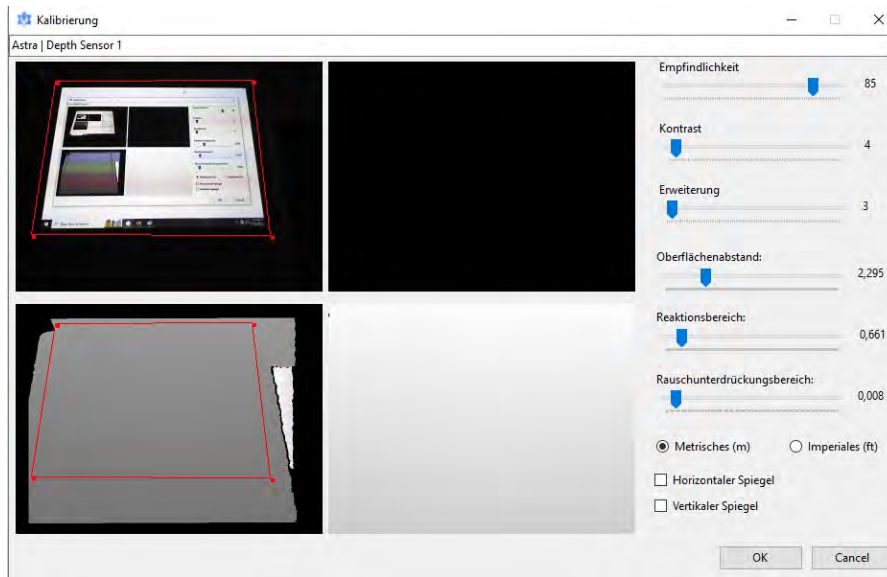 Kalibrierung
Astra | Depth Sensor 1
Empfindlichkeit
85
Kontrast
4
Erweiterung
3
Oberflächenabstand:
2,295
Reaktionsbereich:
0,661
Rauschunterdrückungsbereich:
0,008
Metrisches (m) Imperiales (ft)
Horizontaler Spiegel
Vertikaler Spiegel
OK Cancel